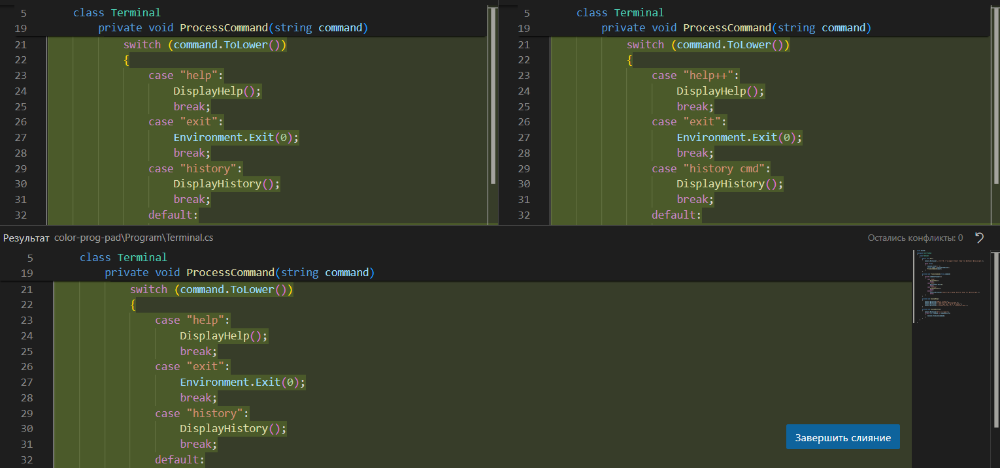 5 class Terminal
19 private void ProcessCommand(string command)
21 switch (command.ToLower())
22 {
23 case "help":
24 DisplayHelp();
25 break;
26 case "exit":
27 Environment.Exit(0);
28 break;
29 case "history":
30 DisplayHistory();
31 break;
32 default:
5 class Terminal
19 private void ProcessCommand(string command)
21 switch (command.ToLower())
22 {
23 case "help++":
24 DisplayHelp();
25 break;
26 case "exit":
27 Environment.Exit(0);
28 break;
29 case "history cmd":
30 DisplayHistory();
31 break;
32 default:
Результат color-prog-pad\Program\Terminal.cs
Остались конфликты: 0
5 class Terminal
19 private void ProcessCommand(string command)
21 switch (command.ToLower())
22 {
23 case "help":
24 DisplayHelp();
25 break;
26 case "exit":
27 Environment.Exit(0);
28 break;
29 case "history":
30 DisplayHistory();
31 break;
32 default:
Завершить слияние